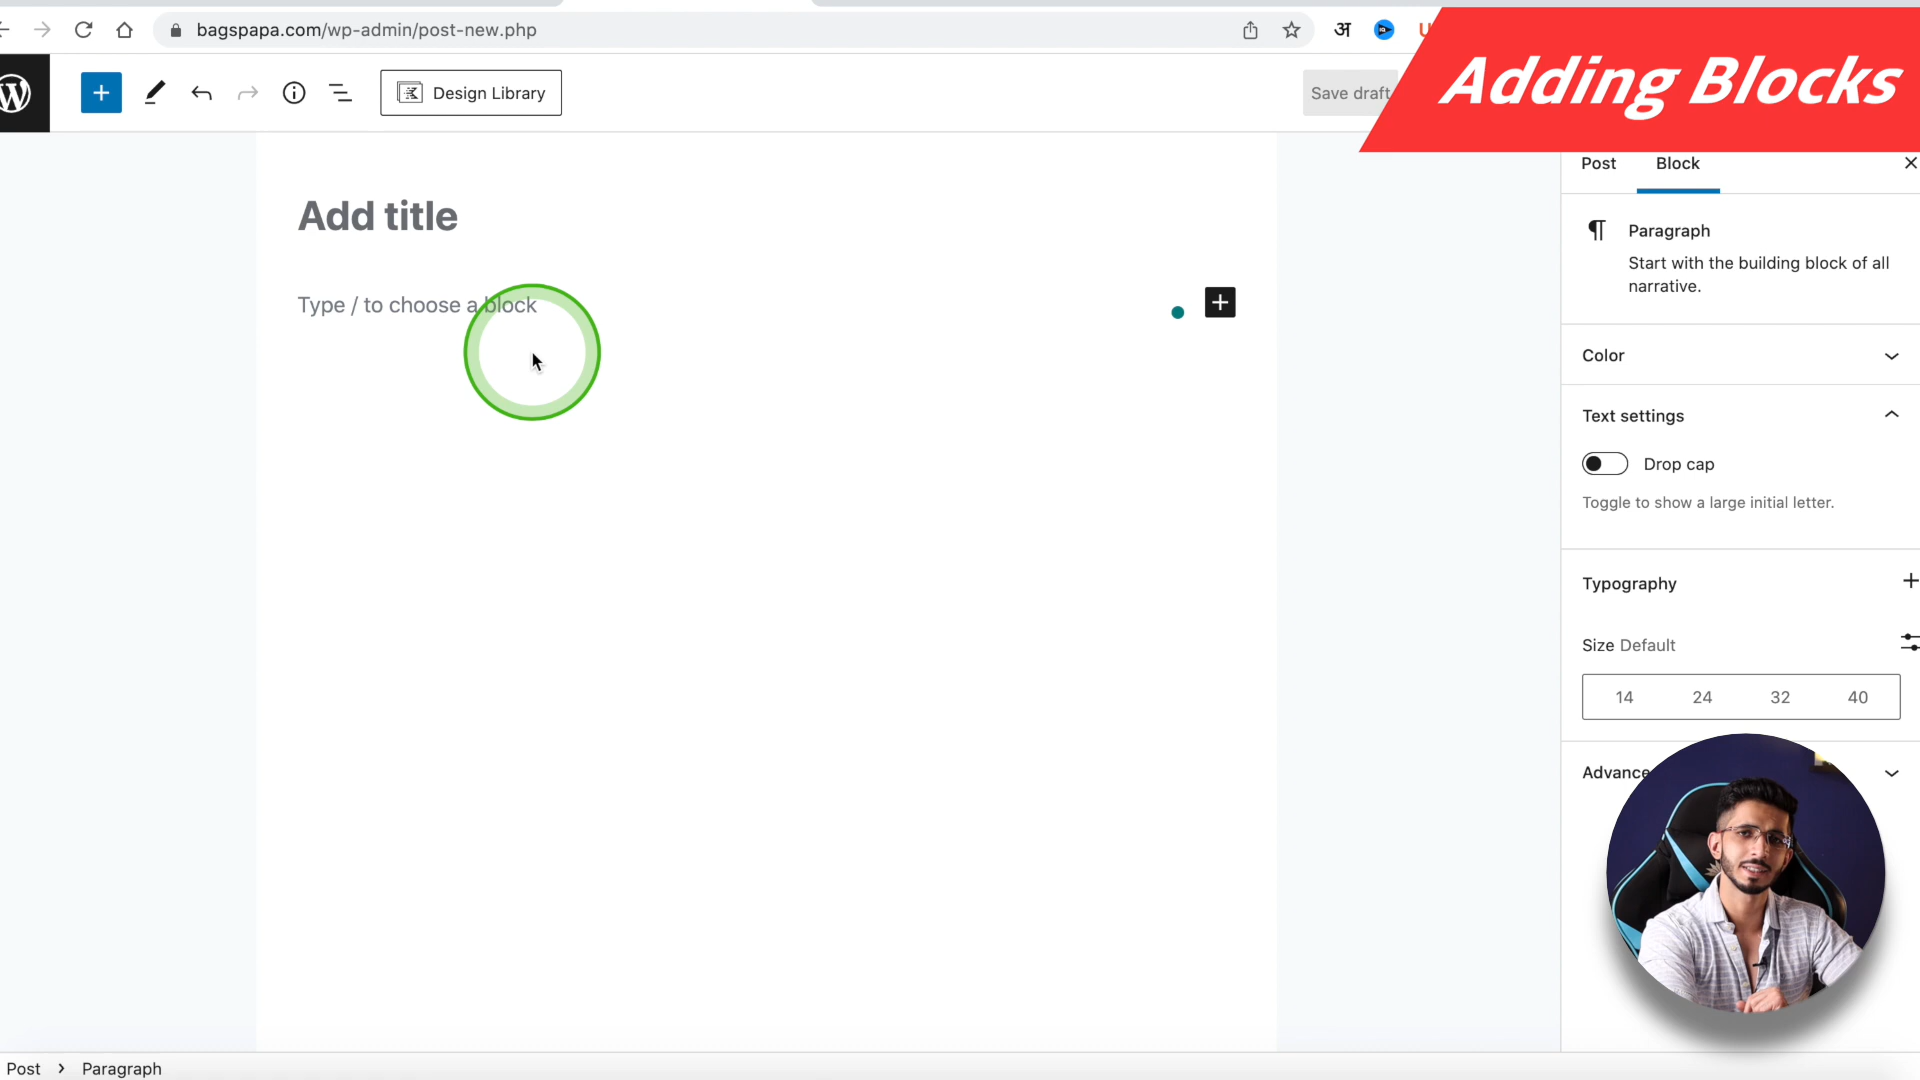 bagspapa.com/wp-admin/post-new.php
अ
Adding Blocks
Design Library
Save draft
Post
Block
Add title
Type / to choose a block
Paragraph
Start with the building block of all
narrative.
Color
Text settings
Drop cap
Toggle to show a large initial letter.
Typography
Size Default
14 24 32 40
Advance
Post > Paragraph